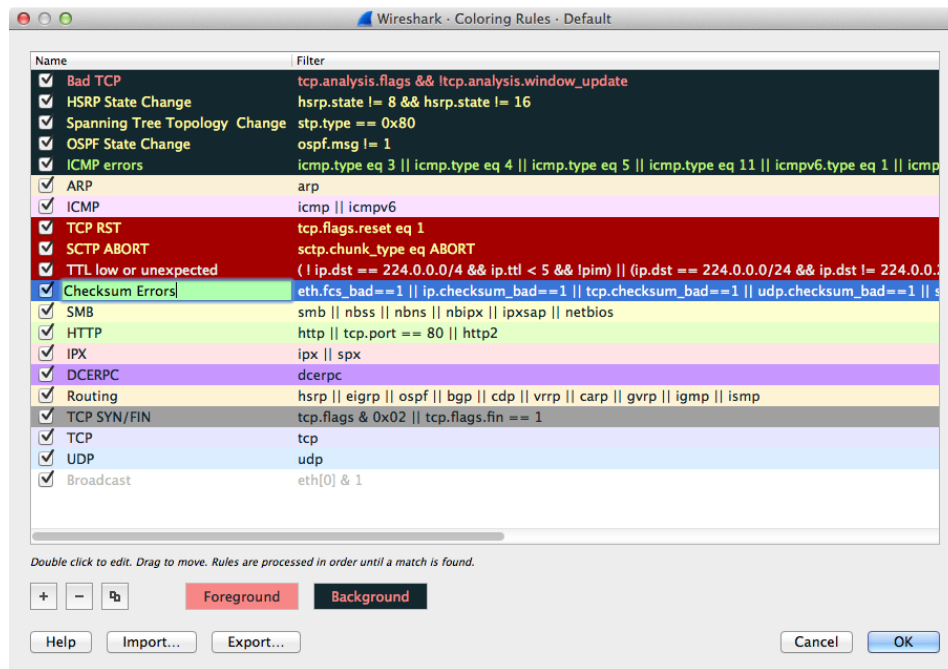 Wireshark · Coloring Rules · Default
Name Filter
Bad TCP tcp.analysis.flags && !tcp.analysis.window_update
HSRP State Change hsrp.state != 8 && hsrp.state != 16
Spanning Tree Topology Change stp.type == 0x80
OSPF State Change ospf.msg != 1
ICMP errors icmp.type eq 3 || icmp.type eq 4 || icmp.type eq 5 || icmp.type eq 11 || icmpv6.type eq 1 || icmp
ARP arp
ICMP icmp || icmpv6
TCP RST tcp.flags.reset eq 1
SCTP ABORT sctp.chunk_type eq ABORT
TTL low or unexpected ( ! ip.dst == 224.0.0.0/4 && ip.ttl < 5 && !pim) || (ip.dst == 224.0.0.0/24 && ip.dst != 224.0.0.
Checksum Errors eth.fcs_bad==1 || ip.checksum_bad==1 || tcp.checksum_bad==1 || udp.checksum_bad==1 || s
SMB smb || nbss || nbns || nbipx || ipxsap || netbios
HTTP http || tcp.port == 80 || http2
IPX ipx || spx
DCERPC dcerpc
Routing hsrp || eigrp || ospf || bgp || cdp || vrrp || carp || gvrp || igmp || ismp
TCP SYN/FIN tcp.flags & 0x02 || tcp.flags.fin == 1
TCP tcp
UDP udp
Broadcast eth[0] & 1
Double click to edit. Drag to move. Rules are processed in order until a match is found.
+ − Foreground Background
Help Import... Export... Cancel OK